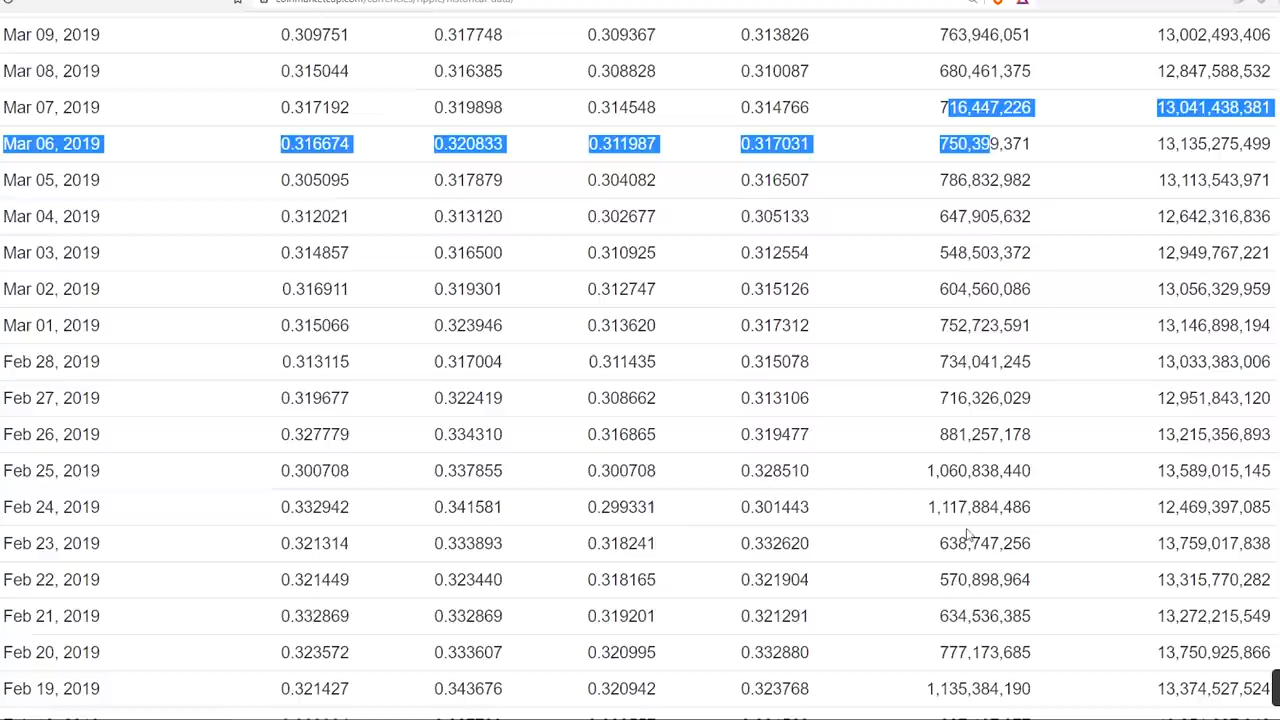 coinmarketcap.com/currencies/ripple/historical-data/
Mar 09, 2019 0.309751 0.317748 0.309367 0.313826 763,946,051 13,002,493,406
Mar 08, 2019 0.315044 0.316385 0.308828 0.310087 680,461,375 12,847,588,532
Mar 07, 2019 0.317192 0.319898 0.314548 0.314766 716,447,226 13,041,438,381
Mar 06, 2019 0.316674 0.320833 0.311987 0.317031 750,399,371 13,135,275,499
Mar 05, 2019 0.305095 0.317879 0.304082 0.316507 786,832,982 13,113,543,971
Mar 04, 2019 0.312021 0.313120 0.302677 0.305133 647,905,632 12,642,316,836
Mar 03, 2019 0.314857 0.316500 0.310925 0.312554 548,503,372 12,949,767,221
Mar 02, 2019 0.316911 0.319301 0.312747 0.315126 604,560,086 13,056,329,959
Mar 01, 2019 0.315066 0.323946 0.313620 0.317312 752,723,591 13,146,898,194
Feb 28, 2019 0.313115 0.317004 0.311435 0.315078 734,041,245 13,033,383,006
Feb 27, 2019 0.319677 0.322419 0.308662 0.313106 716,326,029 12,951,843,120
Feb 26, 2019 0.327779 0.334310 0.316865 0.319477 881,257,178 13,215,356,893
Feb 25, 2019 0.300708 0.337855 0.300708 0.328510 1,060,838,440 13,589,015,145
Feb 24, 2019 0.332942 0.341581 0.299331 0.301443 1,117,884,486 12,469,397,085
Feb 23, 2019 0.321314 0.333893 0.318241 0.332620 638,747,256 13,759,017,838
Feb 22, 2019 0.321449 0.323440 0.318165 0.321904 570,898,964 13,315,770,282
Feb 21, 2019 0.332869 0.332869 0.319201 0.321291 634,536,385 13,272,215,549
Feb 20, 2019 0.323572 0.333607 0.320995 0.332880 777,173,685 13,750,925,866
Feb 19, 2019 0.321427 0.343676 0.320942 0.323768 1,135,384,190 13,374,527,524